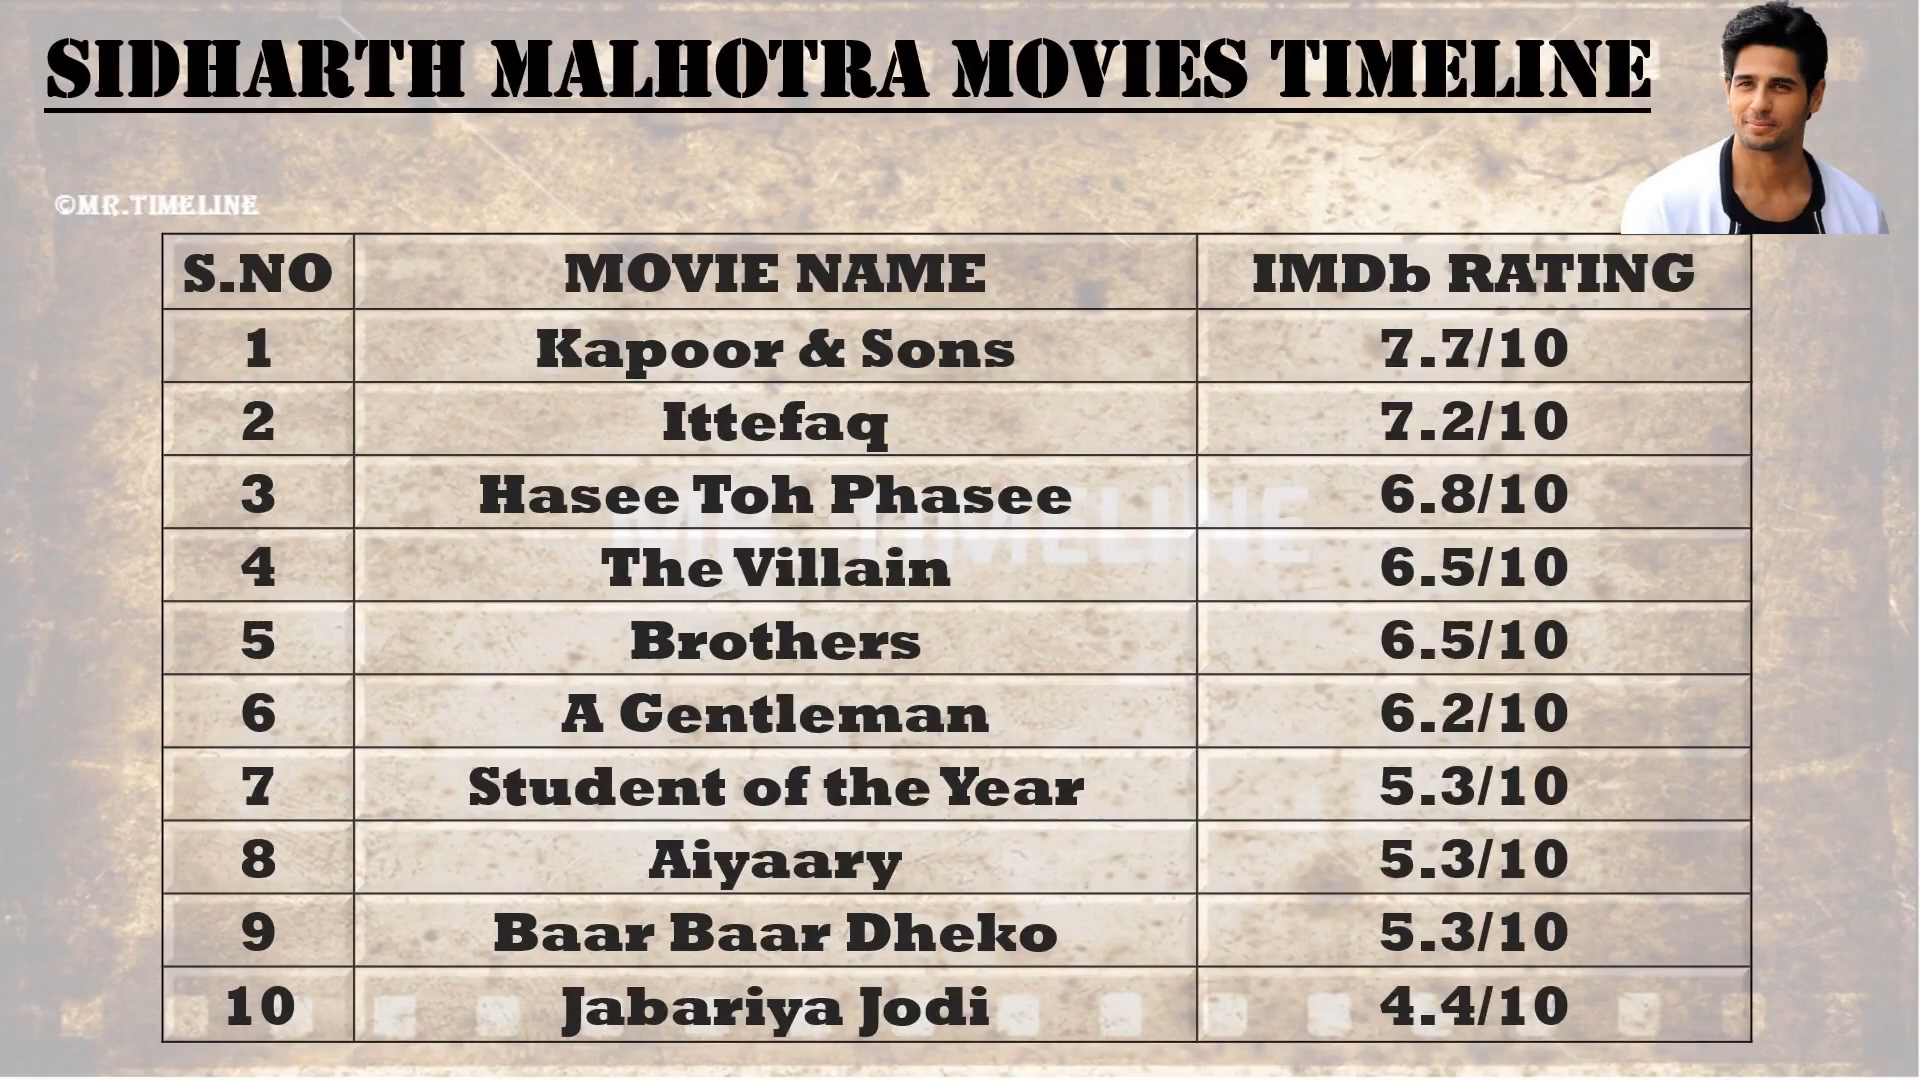 SIDHARTH MALHOTRA MOVIES TIMELINE
©MR.TIMELINE
S.NO MOVIE NAME IMDb RATING
1 Kapoor & Sons 7.7/10
2 Ittefaq 7.2/10
3 Hasee Toh Phasee 6.8/10
MR. TIMELINE
4 The Villain 6.5/10
5 Brothers 6.5/10
6 A Gentleman 6.2/10
7 Student of the Year 5.3/10
8 Aiyaary 5.3/10
9 Baar Baar Dheko 5.3/10
10 Jabariya Jodi 4.4/10